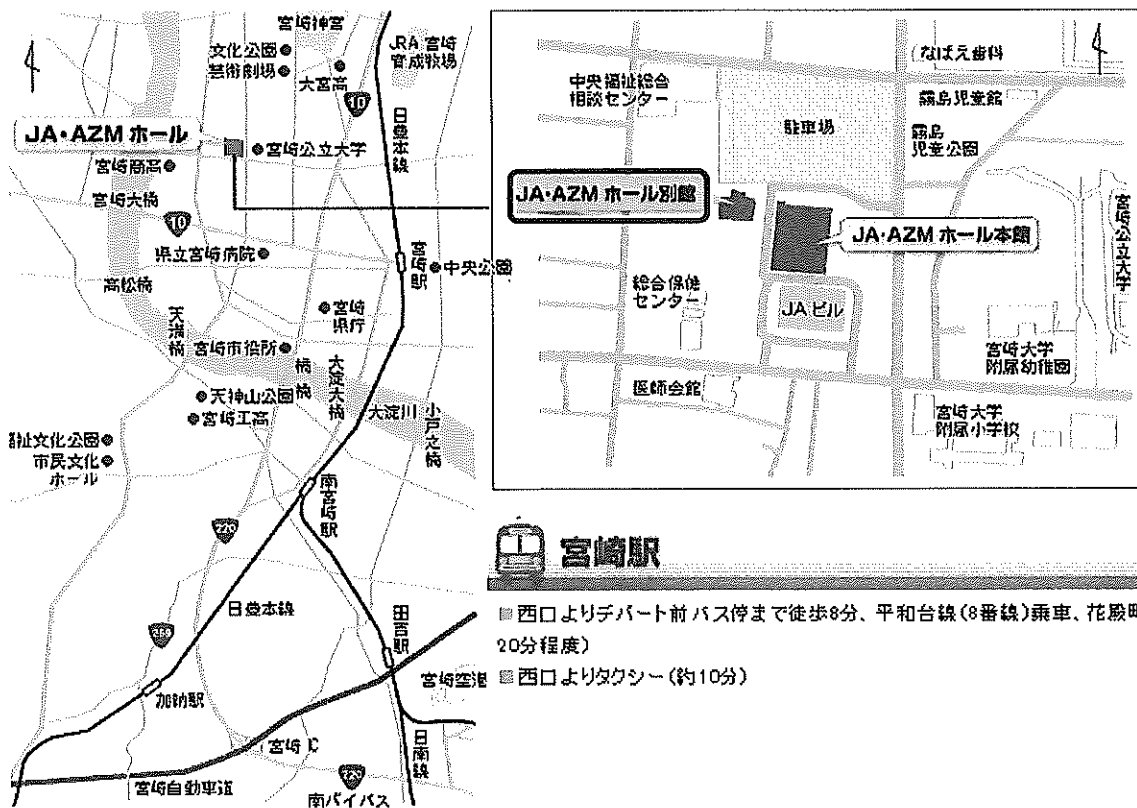 宮崎神宮
文化公園
芸術劇場
大宮高
JRA宮崎
育成牧場
10
日豊本線
JA・AZM ホール
宮崎公立大学
宮崎商高
宮崎大橋
10
県立宮崎病院
宮崎駅
中央公園
高松橋
宮崎
県庁
天満橋
宮崎市役所
橘橋
大淀大橋
天神山公園
宮崎工高
大淀川
小戸之橋
福祉文化公園
市民文化
ホール
南宮崎駅
220
日豊本線
269
田吉駅
宮崎空港
加納駅
宮崎IC
日南線
宮崎自動車道
220
南バイパス
なばえ歯科
中央福祉総合
相談センター
霧島児童館
駐車場
霧島
児童公園
JA・AZM ホール別館
JA・AZM ホール本館
宮崎公立大学
総合保健
センター
JAビル
宮崎大学
附属幼稚園
医師会館
宮崎大学
附属小学校
宮崎駅
西口よりデパート前バス停まで徒歩8分、平和台線(8番線)乗車、花殿町
20分程度)
西口よりタクシー(約10分)